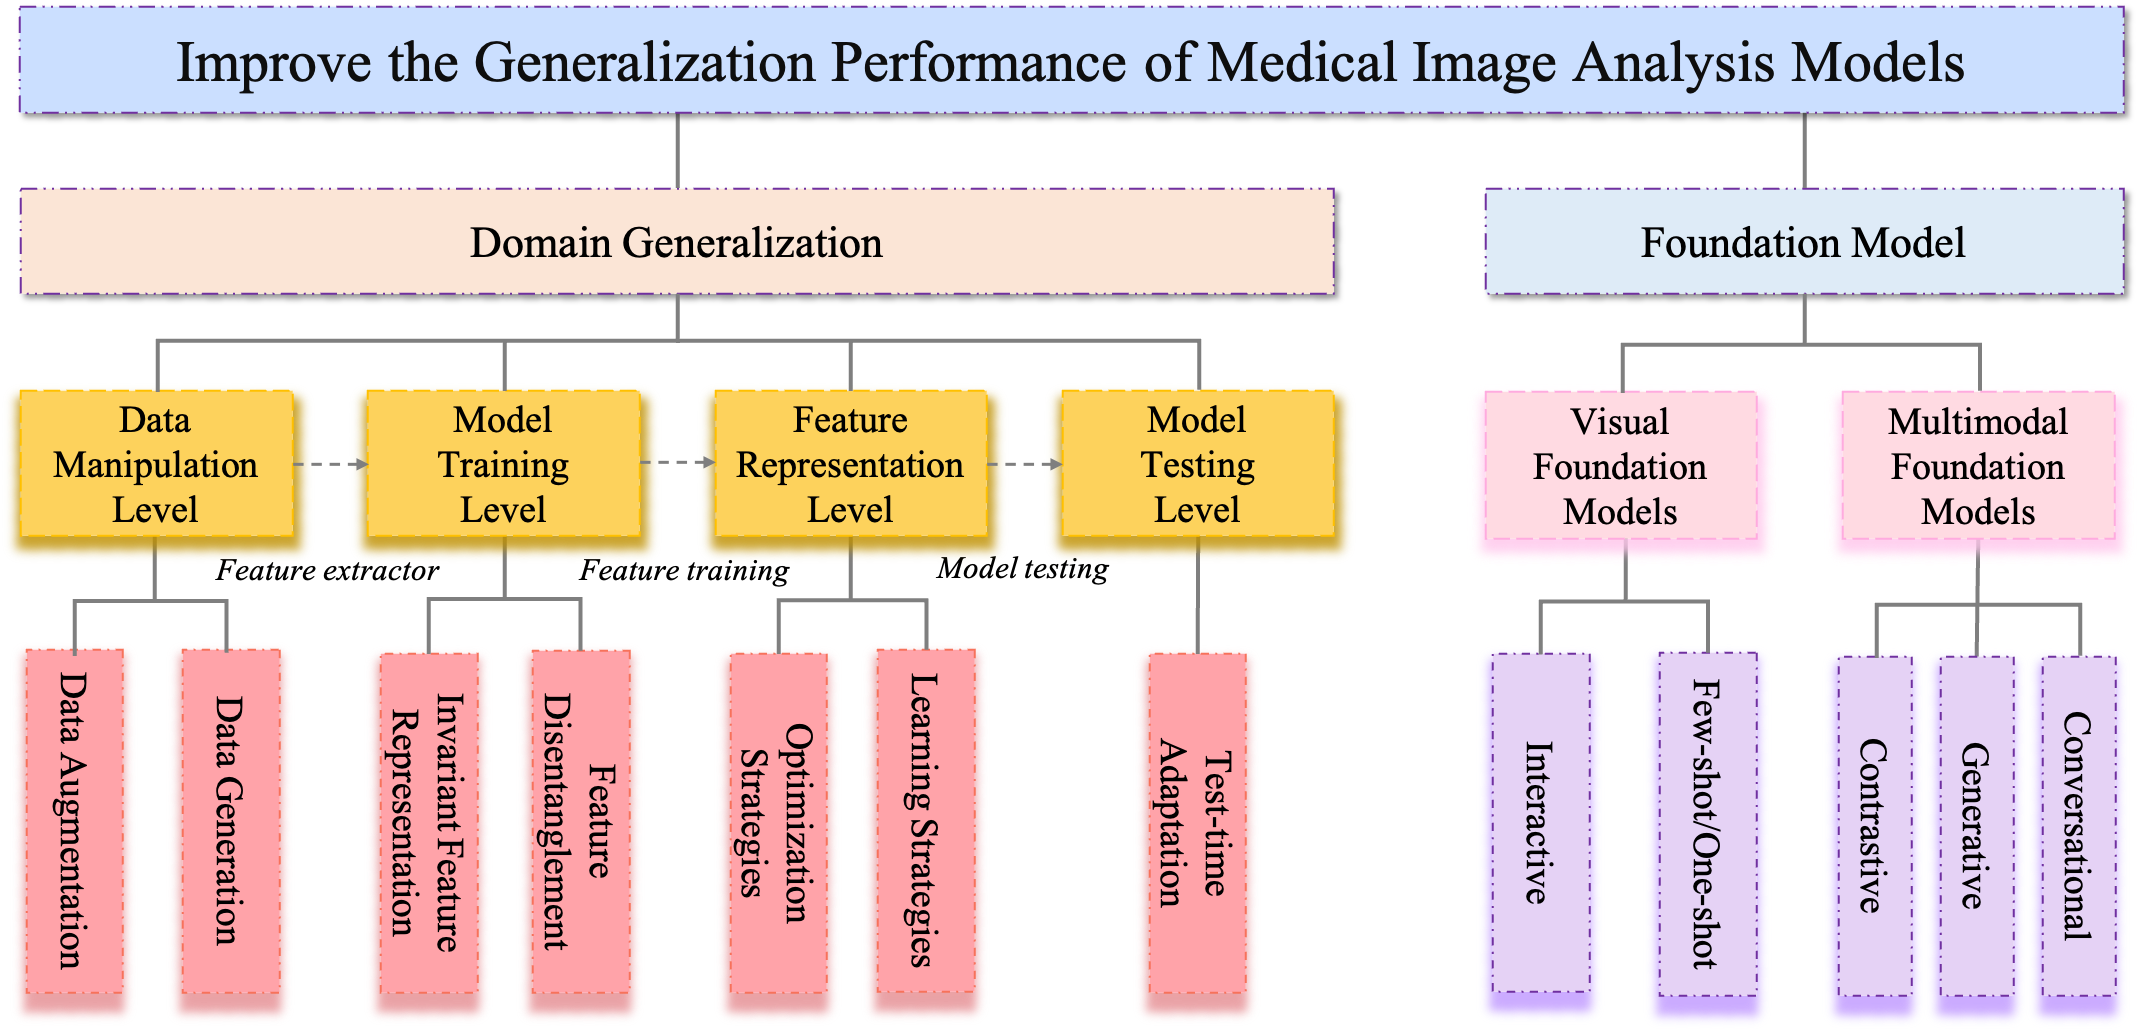 Improve the Generalization Performance of Medical Image Analysis Models
Domain Generalization
Foundation Model
Data
Manipulation
Level
Model
Training
Level
Feature
Representation
Level
Model
Testing
Level
Visual
Foundation
Models
Multimodal
Foundation
Models
Feature extractor
Feature training
Model testing
Data Augmentation
Data Generation
Invariant Feature
Representation
Feature
Disentanglement
Optimization
Strategies
Learning Strategies
Test-time
Adaptation
Interactive
Few-shot/One-shot
Contrastive
Generative
Conversational